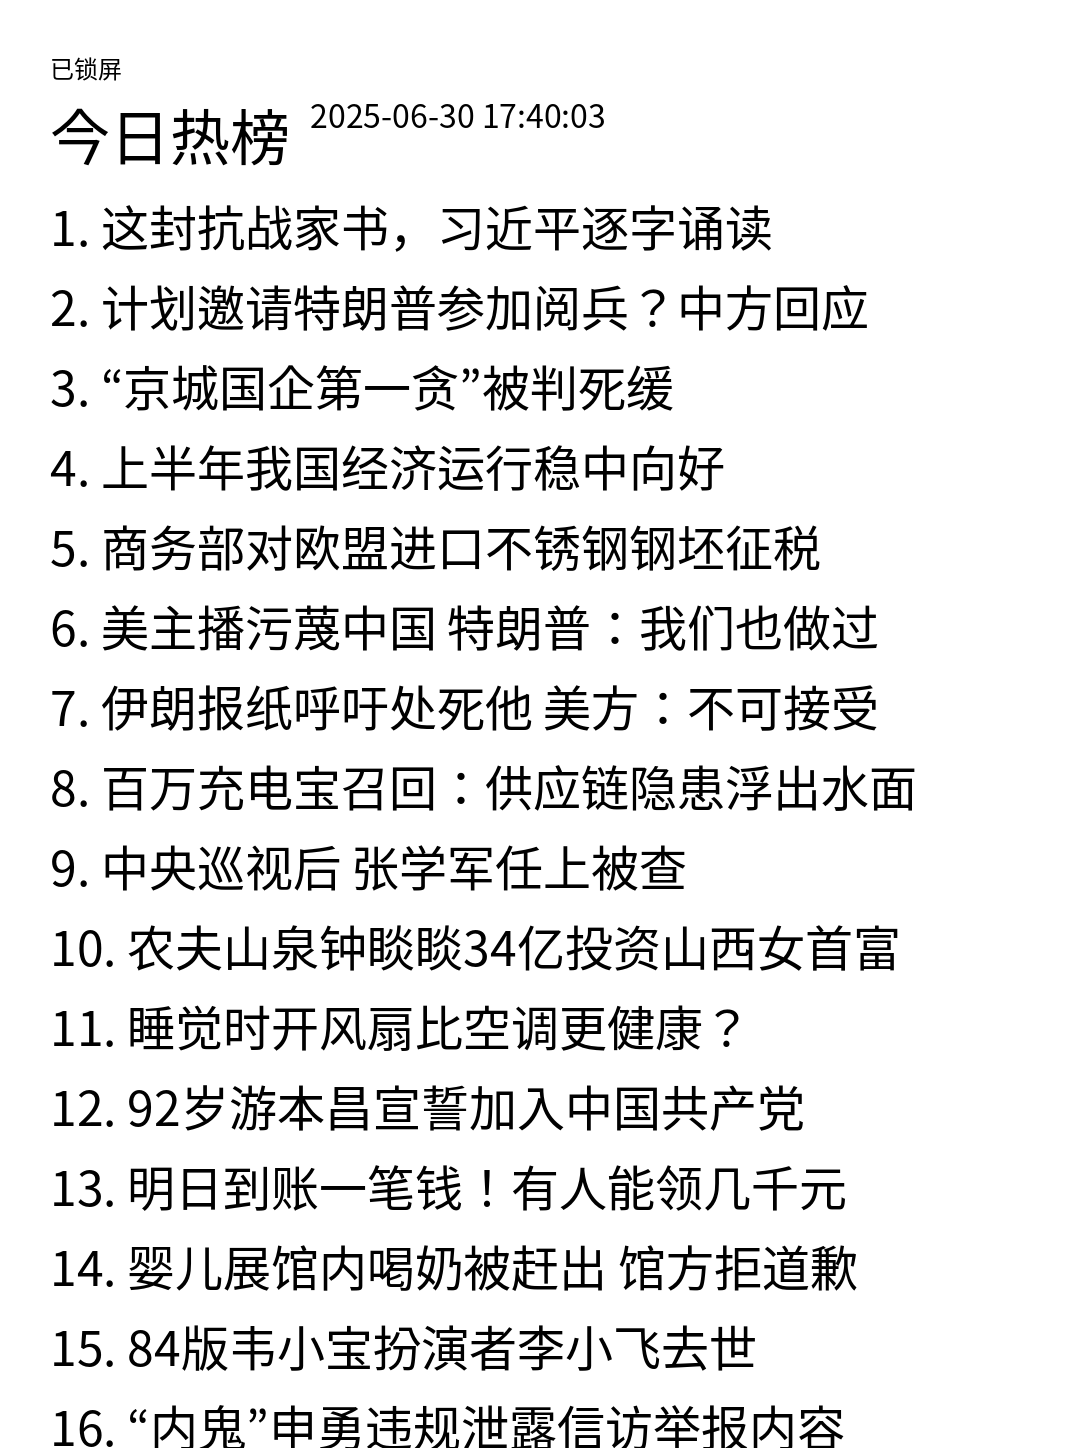 已锁屏
今日热榜 2025-06-30 17:40:03
1. 这封抗战家书，习近平逐字诵读
2. 计划邀请特朗普参加阅兵？中方回应
3. “京城国企第一贪”被判死缓
4. 上半年我国经济运行稳中向好
5. 商务部对欧盟进口不锈钢钢坯征税
6. 美主播污蔑中国 特朗普：我们也做过
7. 伊朗报纸呼吁处死他 美方：不可接受
8. 百万充电宝召回：供应链隐患浮出水面
9. 中央巡视后 张学军任上被查
10. 农夫山泉钟睒睒34亿投资山西女首富
11. 睡觉时开风扇比空调更健康？
12. 92岁游本昌宣誓加入中国共产党
13. 明日到账一笔钱！有人能领几千元
14. 婴儿展馆内喝奶被赶出 馆方拒道歉
15. 84版韦小宝扮演者李小飞去世
16. “内鬼”申勇违规泄露信访举报内容